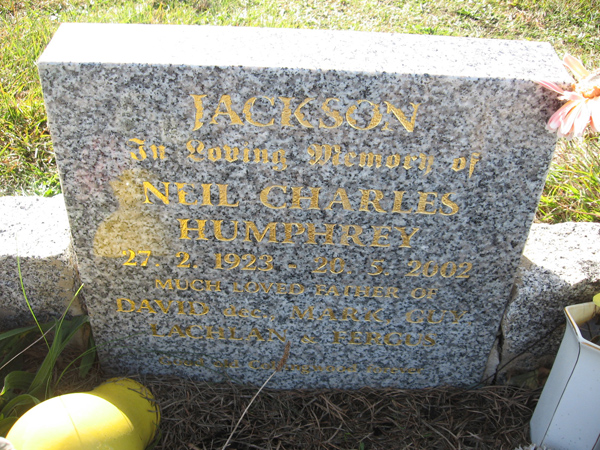 JACKSON
In Loving Memory of
NEIL CHARLES
HUMPHREY
27. 2. 1923 - 20. 5. 2002
MUCH LOVED FATHER OF
DAVID dec., MARK, GUY
LACHLAN & FERGUS